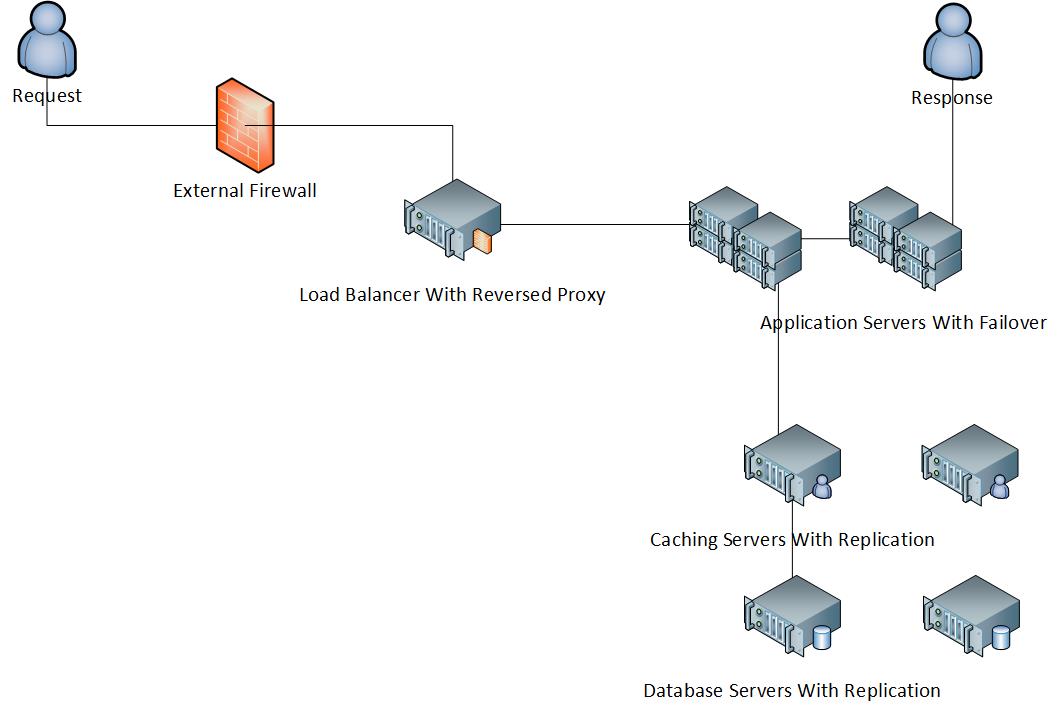 Request
Response
External Firewall
Load Balancer With Reversed Proxy
Application Servers With Failover
Caching Servers With Replication
Database Servers With Replication